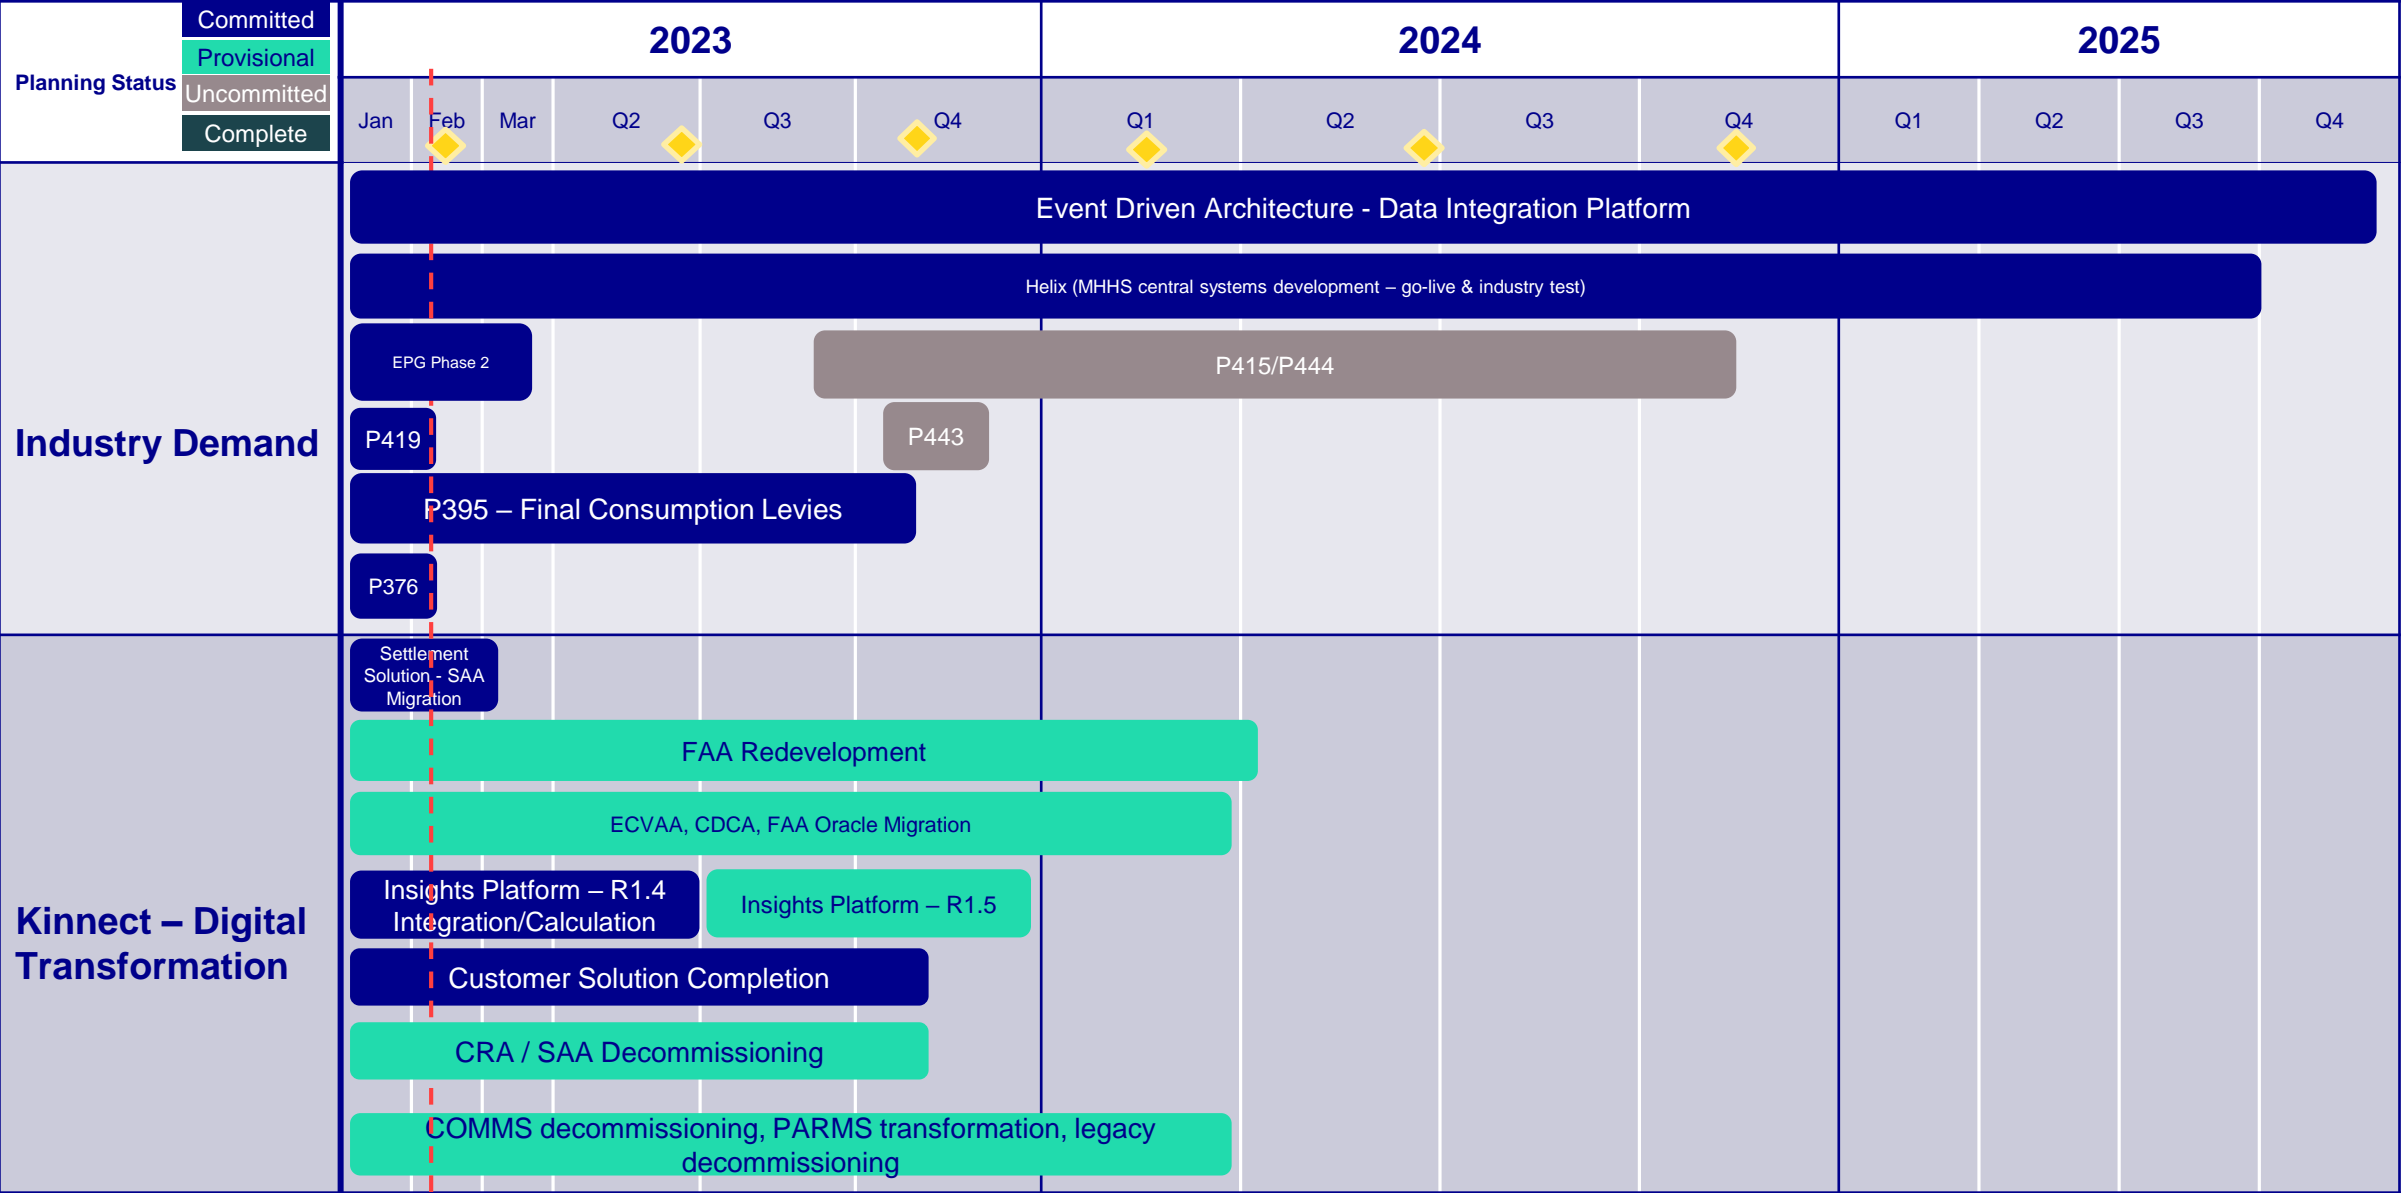 Planning Status
Committed
Provisional
Uncommitted
Complete
2023
2024
2025
Jan
Feb
Mar
Q2
Q3
Q4
Q1
Q2
Q3
Q4
Q1
Q2
Q3
Q4
Industry Demand
Event Driven Architecture - Data Integration Platform
Helix (MHHS central systems development – go-live & industry test)
EPG Phase 2
P415/P444
P419
P443
P395 – Final Consumption Levies
P376
Kinnect – Digital
Transformation
Settlement
Solution - SAA
Migration
FAA Redevelopment
ECVAA, CDCA, FAA Oracle Migration
Insights Platform – R1.4
Integration/Calculation
Insights Platform – R1.5
Customer Solution Completion
CRA / SAA Decommissioning
COMMS decommissioning, PARMS transformation, legacy
decommissioning